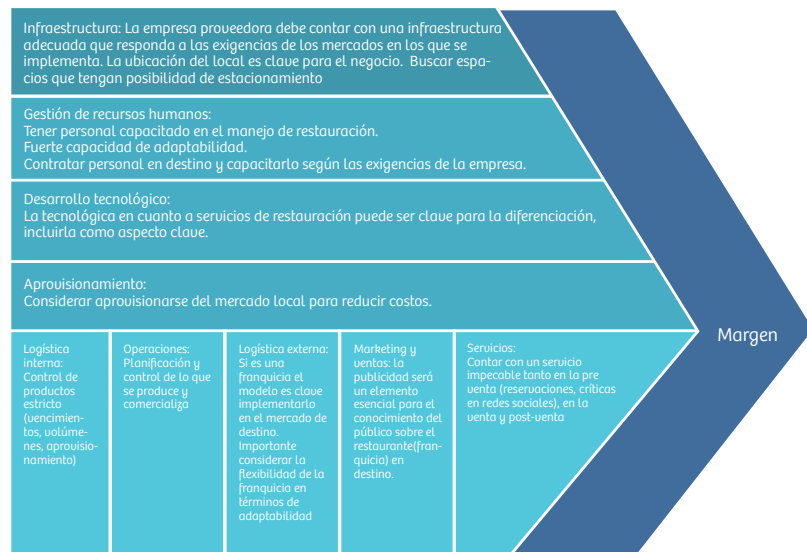 Infraestructura: La empresa proveedora debe contar con una infraestructura
adecuada que responda a las exigencias de los mercados en los que se
implementa. La ubicación del local es clave para el negocio.  Buscar espa-
cios que tengan posibilidad de estacionamiento
Gestión de recursos humanos:
Tener personal capacitado en el manejo de restauración.
Fuerte capacidad de adaptabilidad.
Contratar personal en destino y capacitarlo según las exigencias de la empresa.
Desarrollo tecnológico:
La tecnológica en cuanto a servicios de restauración puede ser clave para la diferenciación,
incluirla como aspecto clave.
Aprovisionamiento:
Considerar aprovisionarse del mercado local para reducir costos.
Logística
interna:
Control de
productos
estricto
(vencimien-
tos, volúme-
nes, aprovisio-
namiento)
Operaciones:
Planificación y
control de lo que
se produce y
comercializa
Logística externa:
Si es una
franquicia el
modelo es clave
implementarlo
en el mercado de
destino.
Importante
considerar la
flexibilidad de la
franquicia en
términos de
adaptabilidad
Marketing y
ventas: la
publicidad será
un elemento
esencial para el
conocimiento del
público sobre el
restaurante(fran-
quicia) en
destino.
Servicios:
Contar con un servicio
impecable tanto en la pre
venta (reservaciones, críticas
en redes sociales), en la
venta y post-venta
Margen